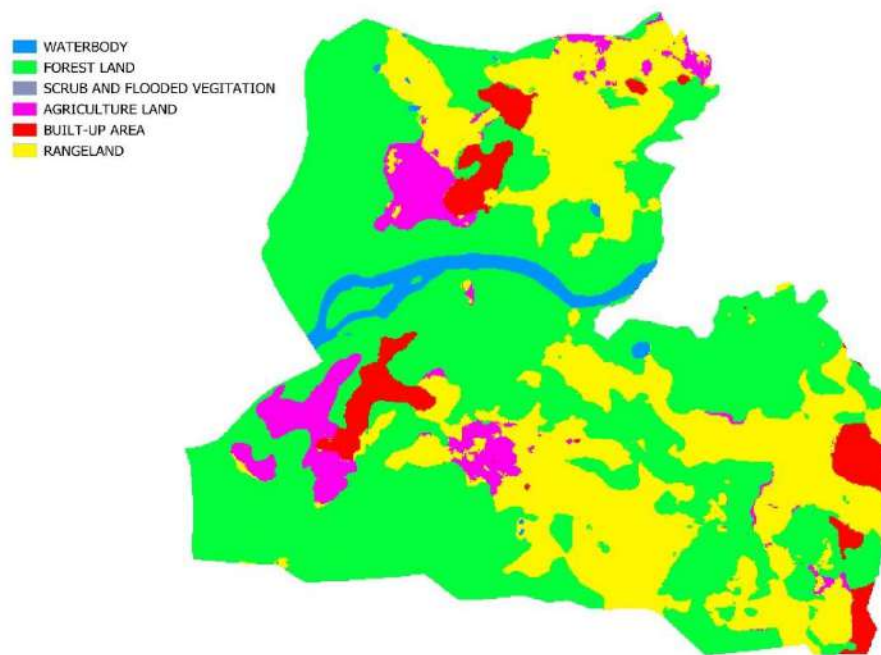 WATERBODY
FOREST LAND
SCRUB AND FLOODED VEGITATION
AGRICULTURE LAND
BUILT-UP AREA
RANGELAND